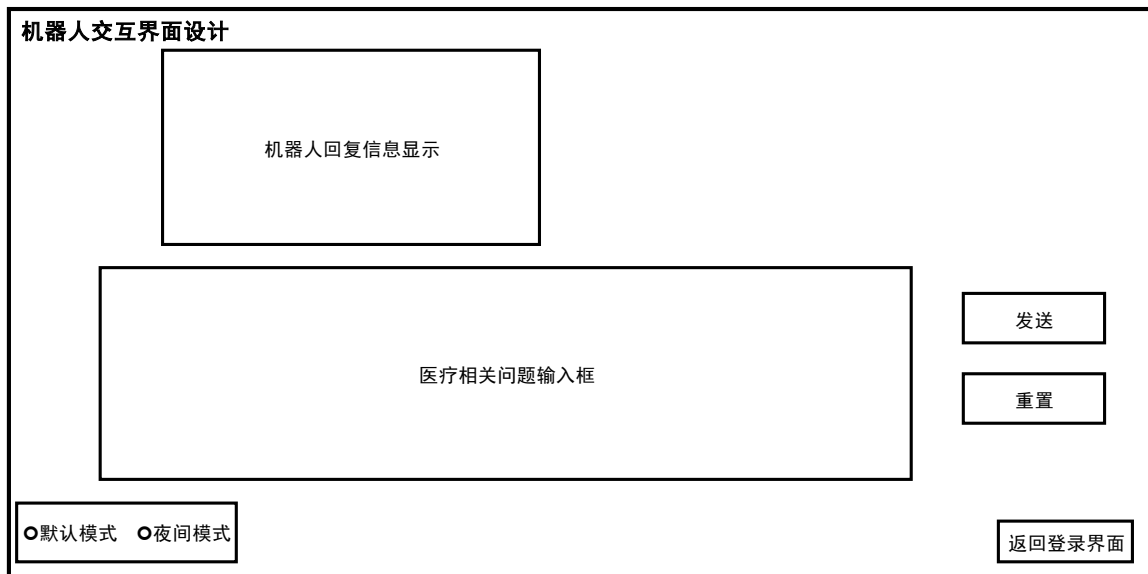 机器人交互界面设计
机器人回复信息显示
医疗相关问题输入框
发送
重置
默认模式 夜间模式
返回登录界面